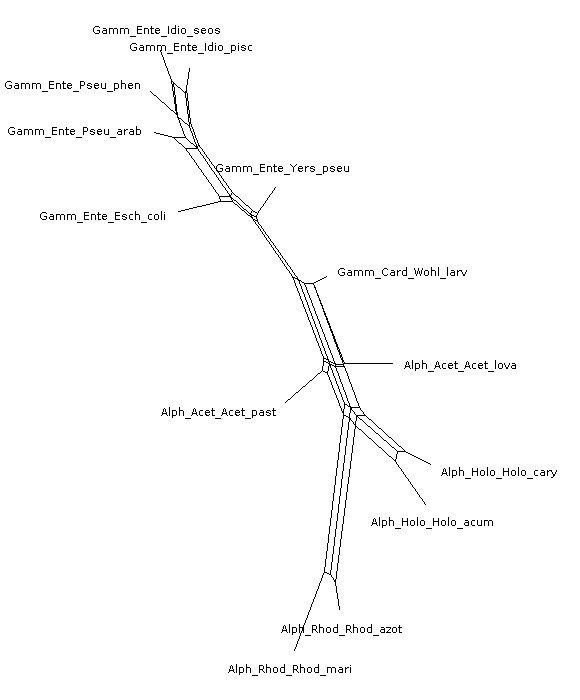 Gamm_Ente_Idio_seos
Gamm_Ente_Idio_pisc
Gamm_Ente_Pseu_phen
Gamm_Ente_Pseu_arab
Gamm_Ente_Yers_pseu
Gamm_Ente_Esch_coli
Gamm_Card_Wohl_larv
Alph_Acet_Acet_lova
Alph_Acet_Acet_past
Alph_Holo_Holo_cary
Alph_Holo_Holo_acum
Alph_Rhod_Rhod_azot
Alph_Rhod_Rhod_mari